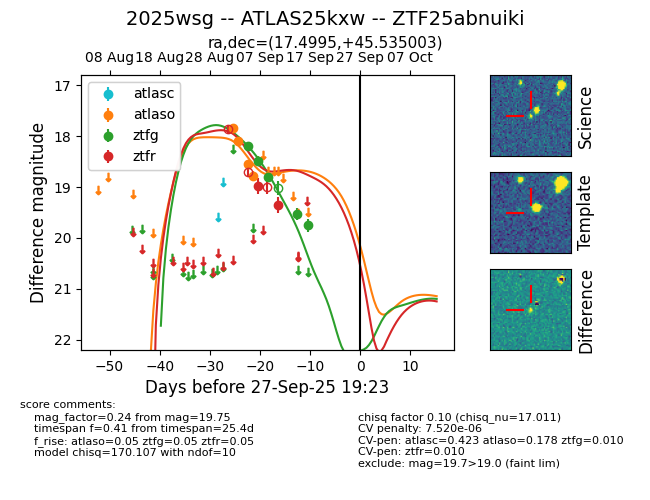 2025wsg -- ATLAS25kxw -- ZTF25abnuiki
ra,dec=(17.4995,+45.535003)
08 Aug 18 Aug 28 Aug 07 Sep 17 Sep 27 Sep 07 Oct
atlasc
atlaso
ztfg
ztfr
17
18
19
20
21
22
Difference magnitude
−50 −40 −30 −20 −10 0 10
Days before 27-Sep-25 19:23
Science
Template
Difference
score comments:
mag_factor=0.24 from mag=19.75
timespan f=0.41 from timespan=25.4d
f_rise: atlaso=0.05 ztfg=0.05 ztfr=0.05
model chisq=170.107 with ndof=10
chisq factor 0.10 (chisq_nu=17.011)
CV penalty: 7.520e-06
CV-pen: atlasc=0.423 atlaso=0.178 ztfg=0.010
CV-pen: ztfr=0.010
exclude: mag=19.7>19.0 (faint lim)